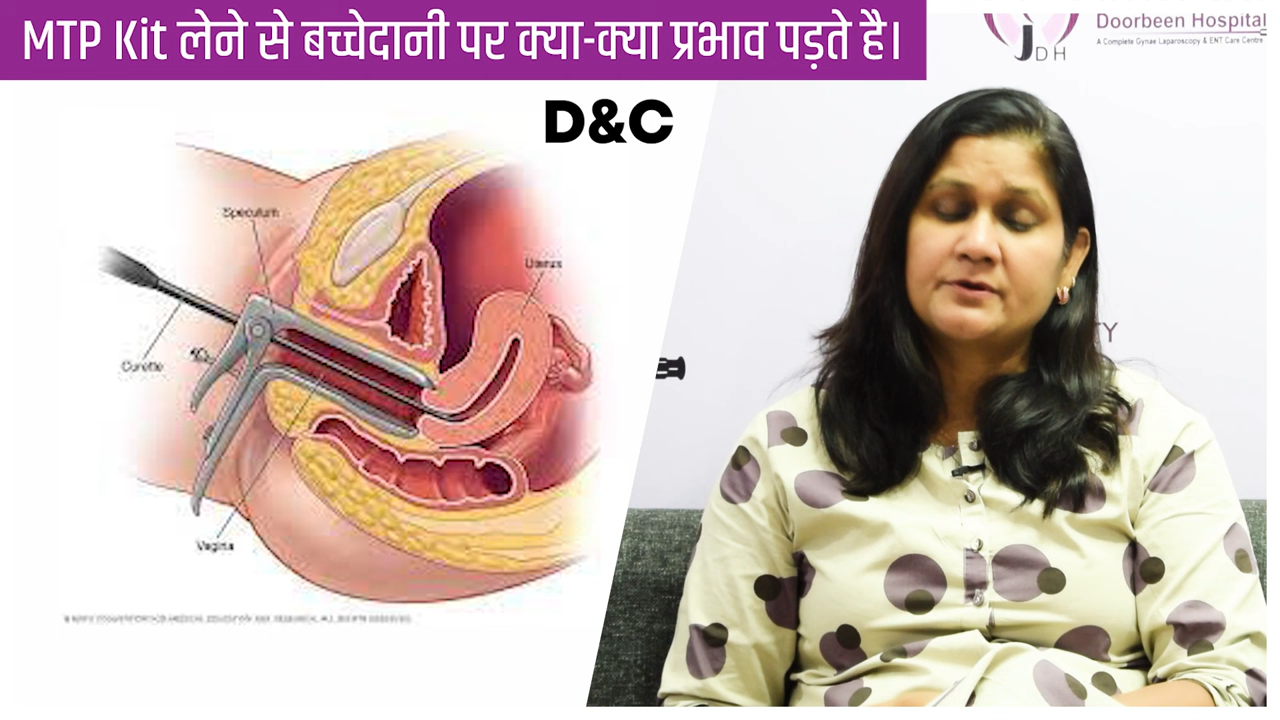 MTP Kit लेने से बच्चेदानी पर क्या-क्या प्रभाव पड़ते है।
Doorbeen Hospital
A Complete Gynae Laparoscopy & ENT Care Centre
JDH
D&C
Speculum
Uterus
Curette
Vagina
TY